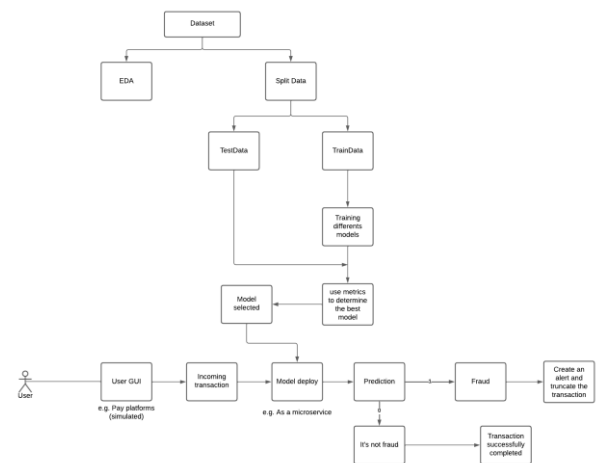 Dataset
EDA
Split Data
TestData
TrainData
Training
differents
models
Model
selected
use metrics
to determine
the best
model
User
User GUI
Incoming
transaction
Model deploy
Prediction
1
Fraud
Create an
alert and
truncate the
transaction
e.g. Pay platforms
(simulated)
e.g. As a microservice
It's not fraud
Transaction
successfully
completed